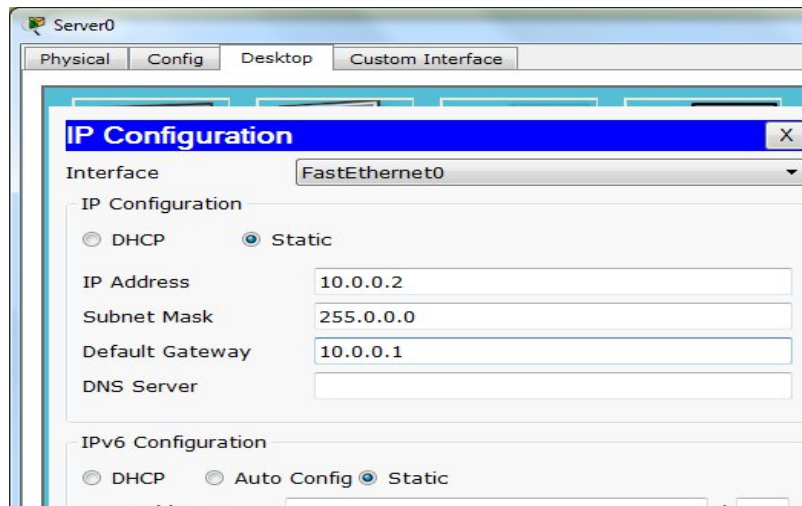 Server0
Physical Config Desktop Custom Interface
IP Configuration X
Interface FastEthernet0
IP Configuration
DHCP Static
IP Address 10.0.0.2
Subnet Mask 255.0.0.0
Default Gateway 10.0.0.1
DNS Server
IPv6 Configuration
DHCP Auto Config Static